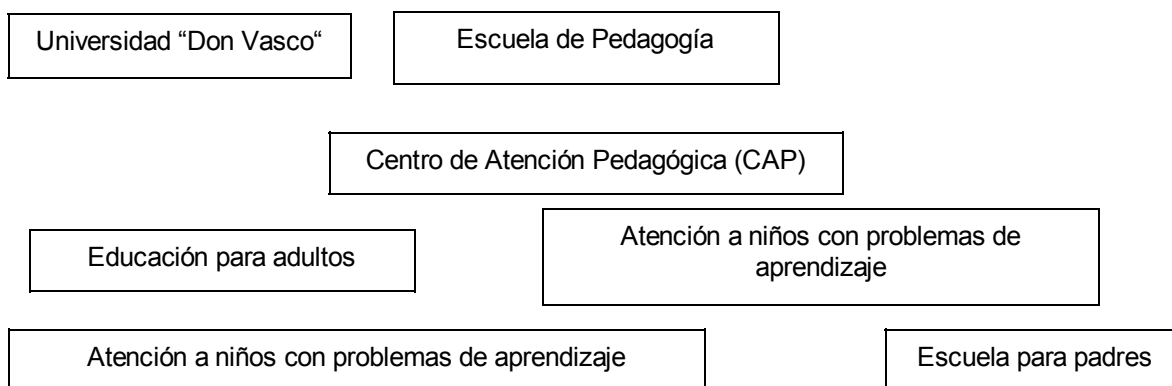 Universidad “Don Vasco“
Escuela de Pedagogía
Centro de Atención Pedagógica (CAP)
Educación para adultos
Atención a niños con problemas de
aprendizaje
Atención a niños con problemas de aprendizaje
Escuela para padres